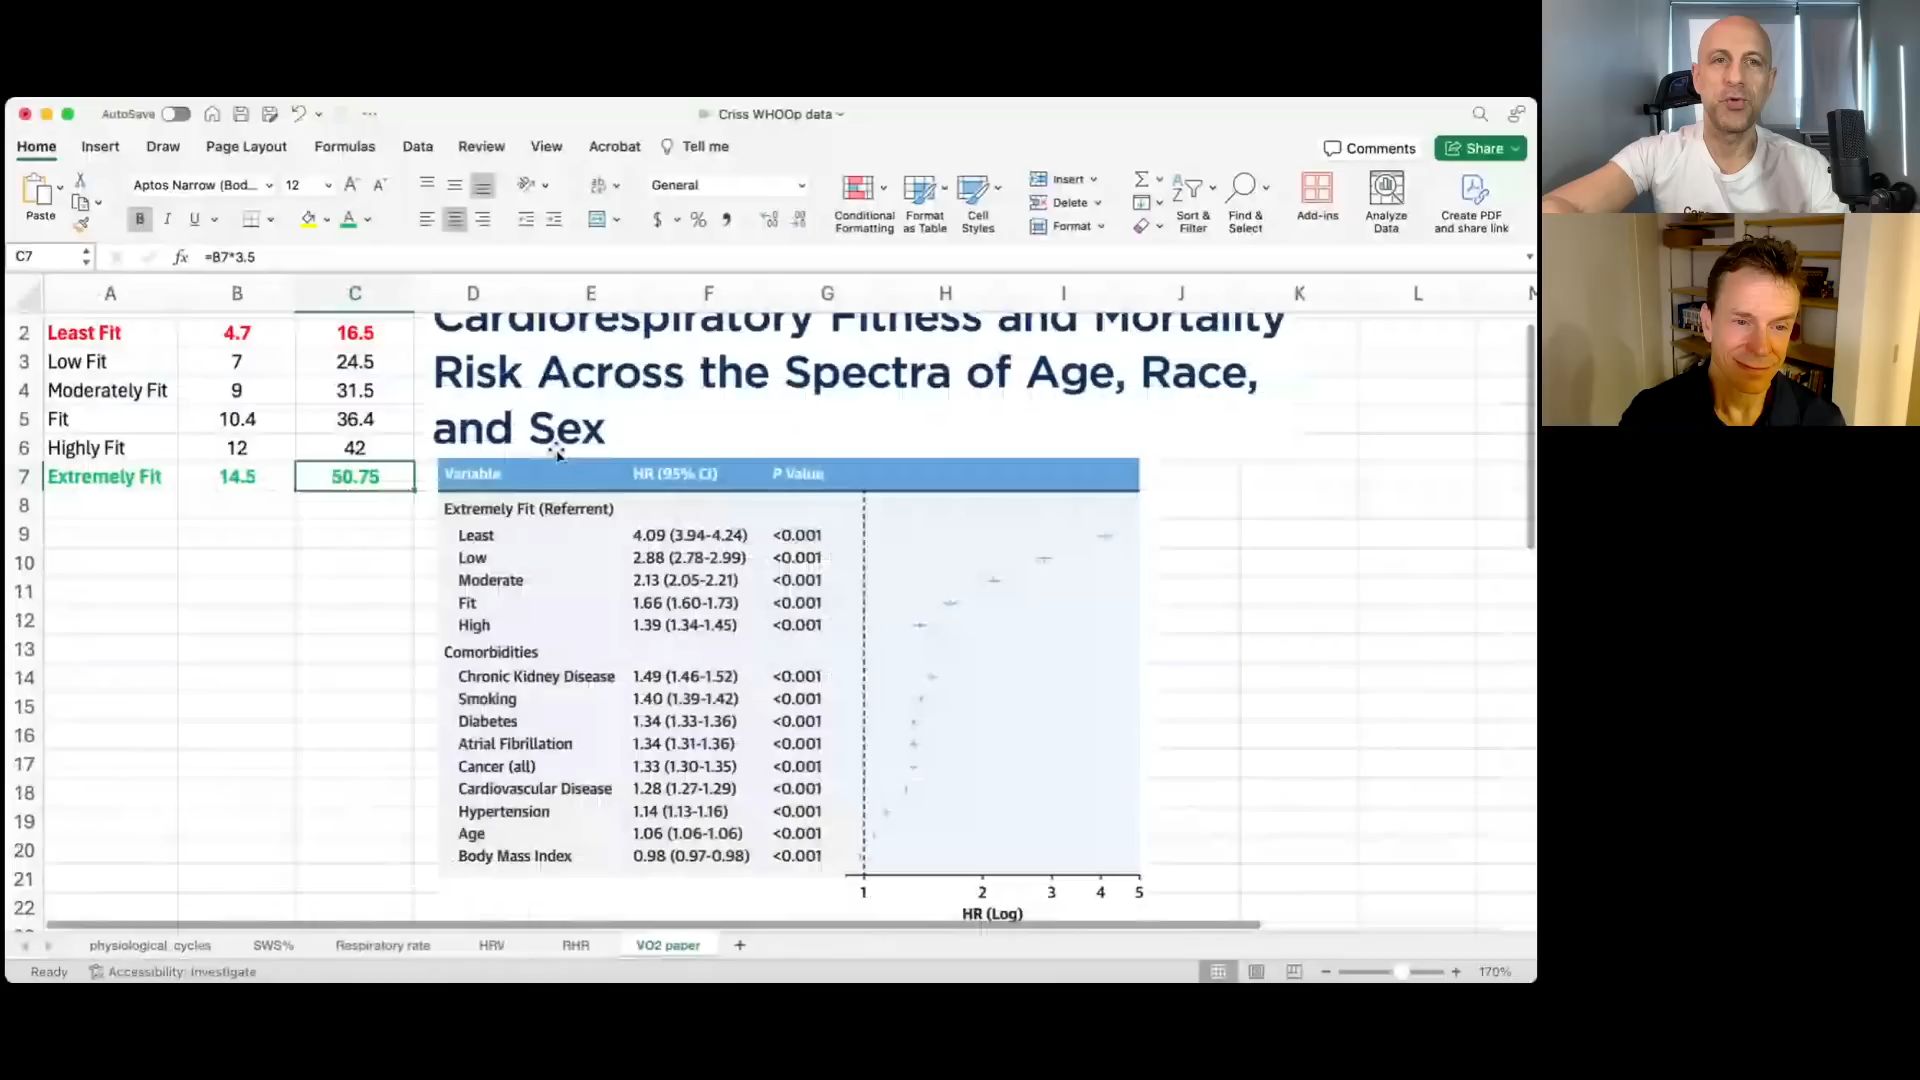 AutoSave
Criss WHOOp data
Home Insert Draw Page Layout Formulas Data Review View Acrobat Tell me
Comments Share
Paste
Aptos Narrow (Bod... 12
A A
B I U
A
General
$ % 9
Conditional Formatting
Format as Table
Cell Styles
Insert
Delete
Format
Sort & Filter
Find & Select
Add-ins
Analyze Data
Create PDF and share link
C7 fx =B7*3.5
A B C D E F G H I J K L
2 Least Fit 4.7 16.5
3 Low Fit 7 24.5
4 Moderately Fit 9 31.5
5 Fit 10.4 36.4
6 Highly Fit 12 42
7 Extremely Fit 14.5 50.75
8
9
10
11
12
13
14
15
16
17
18
19
20
21
22
Cardiorespiratory Fitness and Mortality
Risk Across the Spectra of Age, Race,
and Sex
Variable HR (95% CI) P Value
Extremely Fit (Referrent)
Least 4.09 (3.94-4.24) <0.001
Low 2.88 (2.78-2.99) <0.001
Moderate 2.13 (2.05-2.21) <0.001
Fit 1.66 (1.60-1.73) <0.001
High 1.39 (1.34-1.45) <0.001
Comorbidities
Chronic Kidney Disease 1.49 (1.46-1.52) <0.001
Smoking 1.40 (1.39-1.42) <0.001
Diabetes 1.34 (1.33-1.36) <0.001
Atrial Fibrillation 1.34 (1.31-1.36) <0.001
Cancer (all) 1.33 (1.30-1.35) <0.001
Cardiovascular Disease 1.28 (1.27-1.29) <0.001
Hypertension 1.14 (1.13-1.16) <0.001
Age 1.06 (1.06-1.06) <0.001
Body Mass Index 0.98 (0.97-0.98) <0.001
1 2 3 4 5
HR (Log)
physiological cycles SWS% Respiratory rate HRV RHR VO2 paper +
Ready Accessibility: Investigate
170%